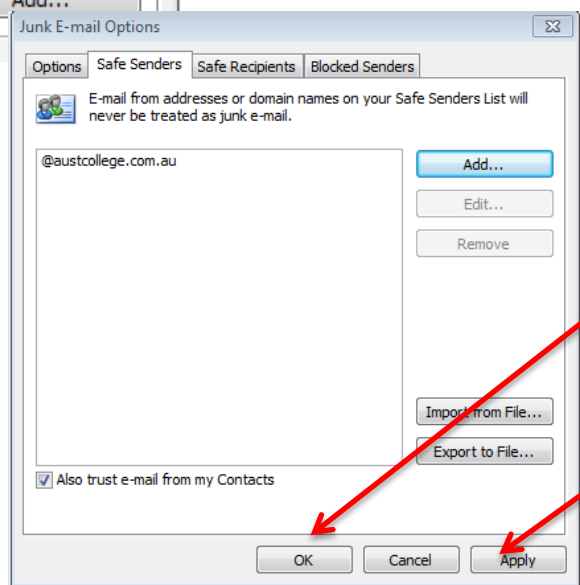 Add...
Junk E-mail Options
Options Safe Senders Safe Recipients Blocked Senders
E-mail from addresses or domain names on your Safe Senders List will
never be treated as junk e-mail.
@austcollege.com.au
Add...
Edit...
Remove
Import from File...
Export to File...
Also trust e-mail from my Contacts
OK Cancel Apply